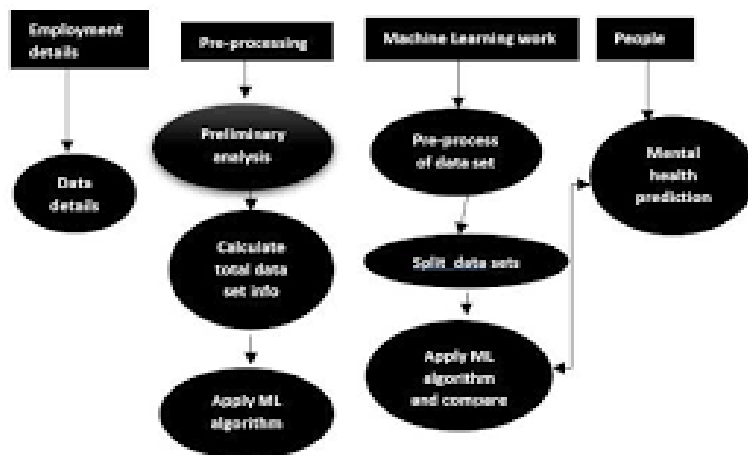 Employment
details
Pre-processing
Machine Learning work
People
Preliminary
analysis
Pre-process
of data set
Mental
health
prediction
Data
details
Calculate
total data
set info
Split data sets
Apply ML
algorithm
and compare
Apply ML
algorithm